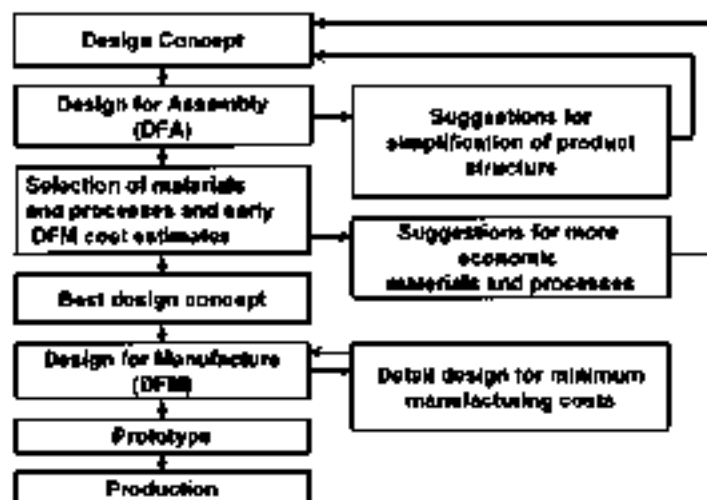 Design Concept
Design for Assembly
(DFA)
Suggestions for
simplification of product
structure
Selection of materials
and processes and early
DFM cost estimates
Suggestions for more
economic
materials and processes
Best design concept
Design for Manufacture
(DFM)
Detail design for minimum
manufacturing costs
Prototype
Production